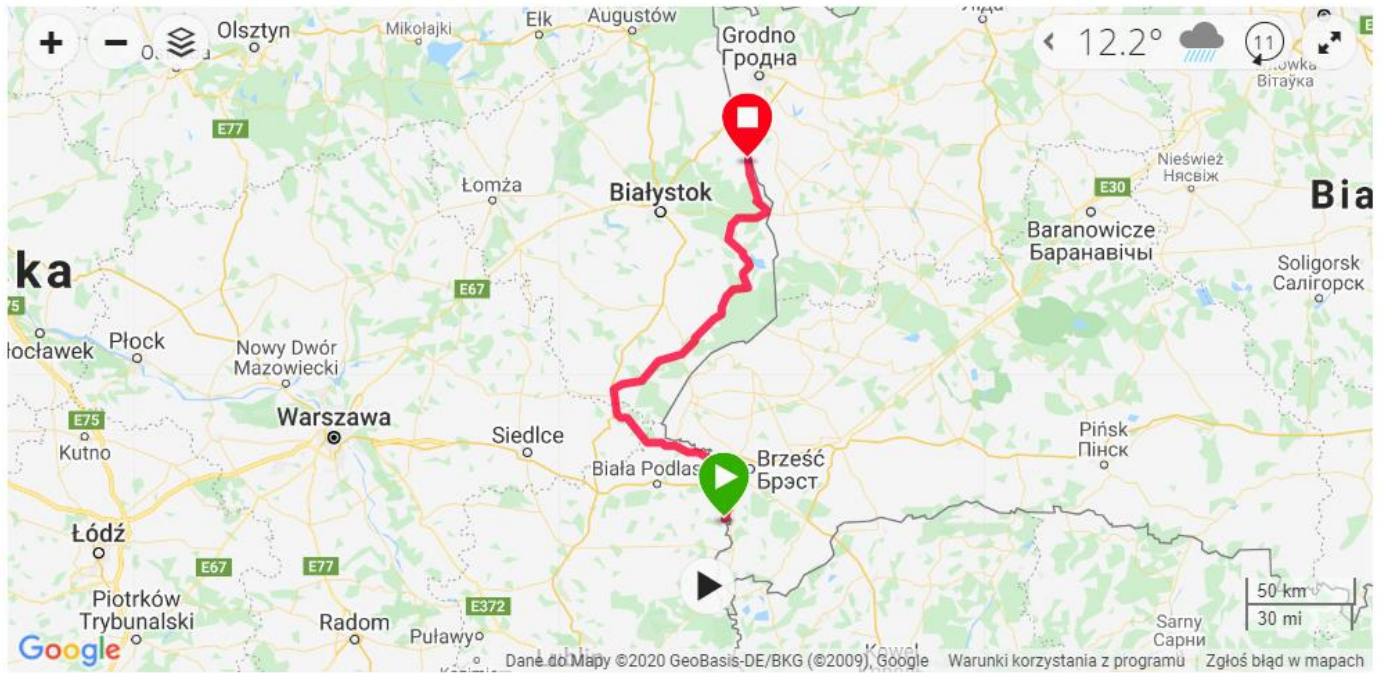 Olsztyn
Mikołajki
Ełk
Augustów
Grodno
Гродна
12.2°
11
Вітаўка
E77
Łomża
Białystok
E30
Nieśwież
Нясвіж
Baranowicze
Баранавічы
Bia
Soligorsk
Салігорск
ka
E67
75
Płock
Nowy Dwór
Mazowiecki
Warszawa
E75
Kutno
Siedlce
Biała Podlas
Brześć
Брэст
Pińsk
Пінск
Łódź
E67
E77
Piotrków
Trybunalski
Radom
E372
Puławy
Lublin
50 km
30 mi
Sarny
Сарни
Google
Dane do Mapy ©2020 GeoBasis-DE/BKG (©2009), Google
Warunki korzystania z programu
Zgłoś błąd w mapach